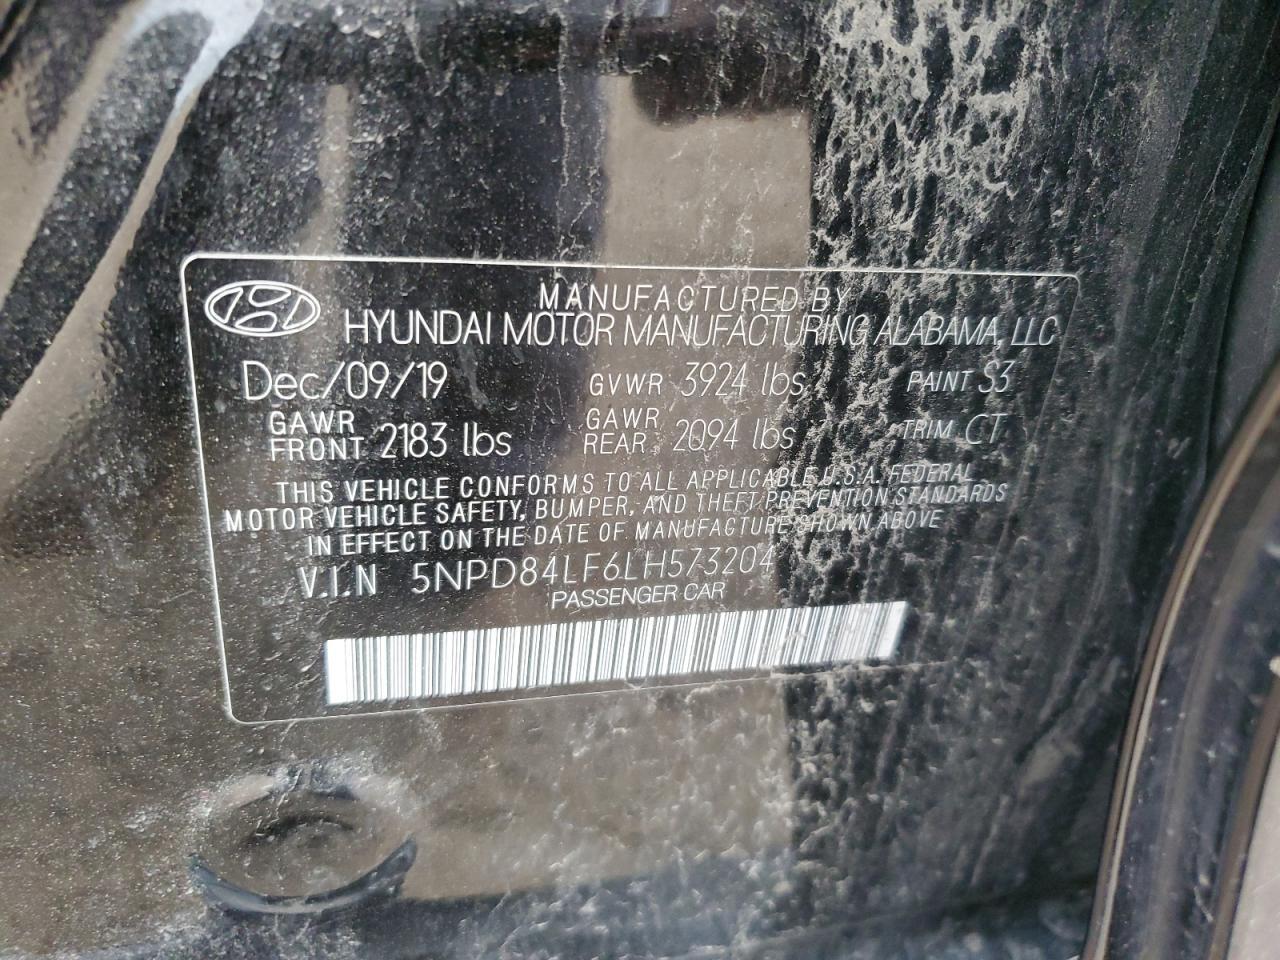 MANUFACTURED BY
HYUNDAI MOTOR MANUFACTURING ALABAMA, LLC
Dec/09/19 GVWR 3924 lbs PAINT S3
GAWR FRONT 2183 lbs GAWR REAR 2094 lbs TRIM CT
THIS VEHICLE CONFORMS TO ALL APPLICABLE U.S.A. FEDERAL
MOTOR VEHICLE SAFETY, BUMPER, AND THEFT PREVENTION STANDARDS
IN EFFECT ON THE DATE OF MANUFACTURE SHOWN ABOVE
V.I.N 5NPD84LF6LH573204
PASSENGER CAR